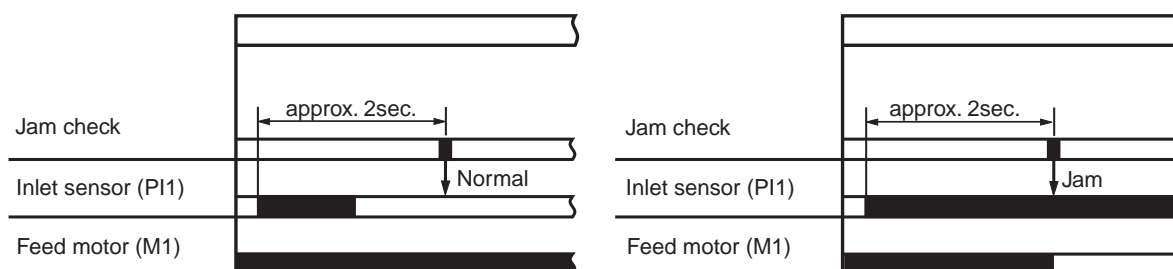 approx. 2sec.
Jam check
Normal
Inlet sensor (PI1)
Feed motor (M1)
approx. 2sec.
Jam check
Jam
Inlet sensor (PI1)
Feed motor (M1)